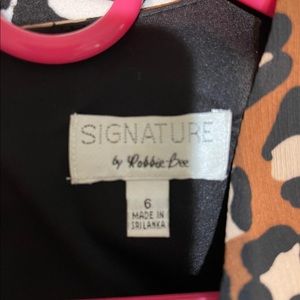 SIGNATURE
by Robbie Bee
6
MADE IN
SRI LANKA